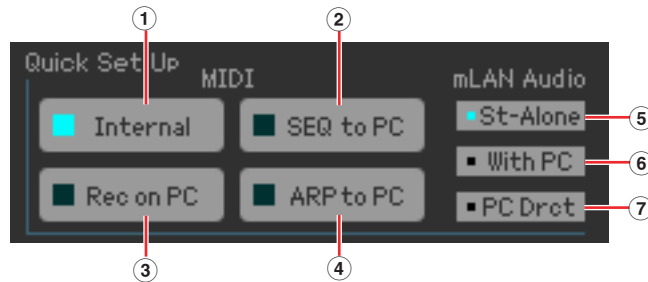 1
2
Quick Set Up
MIDI
mLAN Audio
Internal
SEQ to PC
St-Alone
5
With PC
6
Rec on PC
ARP to PC
PC Drct
7
3
4